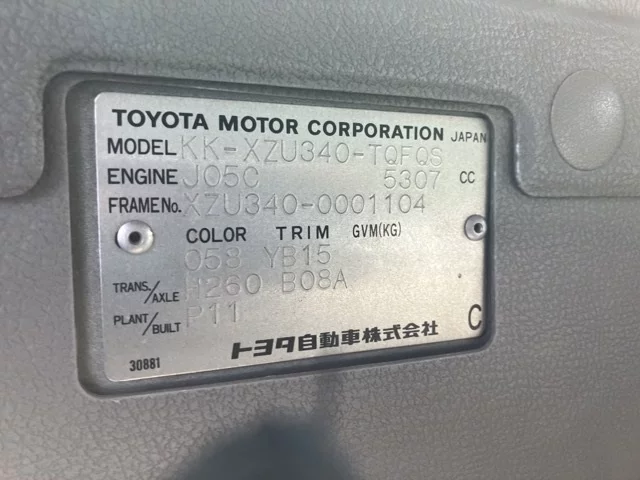 TOYOTA MOTOR CORPORATION JAPAN
MODEL KK-XZU340-TQFQS
ENGINE J05C 5307 CC
FRAME No. XZU340-0001104
COLOR TRIM GVM(KG)
058 YB15
TRANS./AXLE H260 B08A
PLANT/BUILT P11
トヨタ自動車株式会社 C
30881